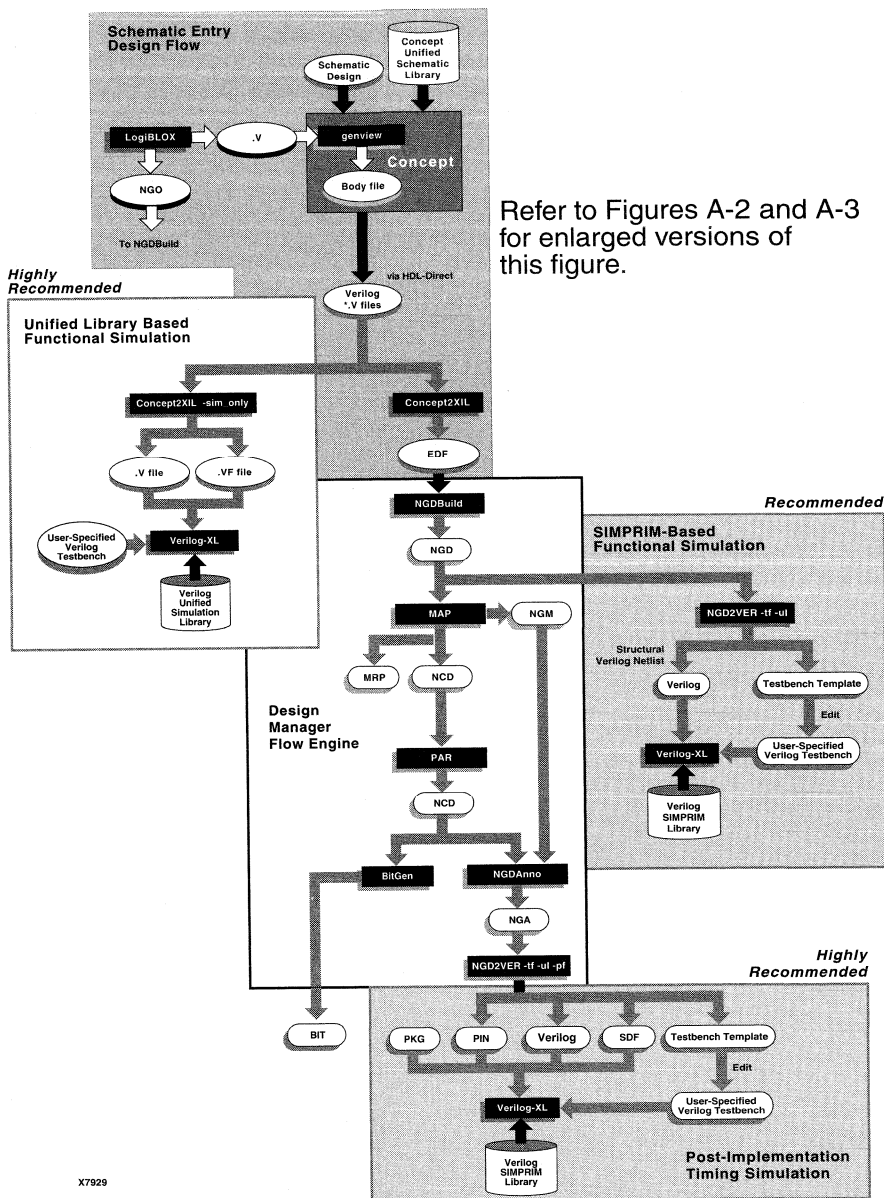 Schematic Entry
Design Flow
Schematic
Design
Concept
Unified
Schematic
Library
LogiBLOX
.V
genview
Concept
NGO
Body file
To NGDBuild
Refer to Figures A-2 and A-3
for enlarged versions of
this figure.
via HDL-Direct
Verilog
*.V files
Highly
Recommended
Unified Library Based
Functional Simulation
Concept2XIL -sim_only
Concept2XIL
.V file
.VF file
EDF
User-Specified
Verilog
Testbench
Verilog-XL
Verilog
Unified
Simulation
Library
NGDBuild
NGD
Recommended
SIMPRIM-Based
Functional Simulation
MAP
NGM
NGD2VER -tf -ul
MRP
NCD
Structural
Verilog Netlist
Verilog
Testbench Template
Edit
Design
Manager
Flow Engine
PAR
Verilog-XL
User-Specified
Verilog Testbench
NCD
Verilog
SIMPRIM
Library
BitGen
NGDAnno
NGA
NGD2VER -tf -ul -pf
Highly
Recommended
BIT
PKG
PIN
Verilog
SDF
Testbench Template
Edit
Verilog-XL
User-Specified
Verilog Testbench
Verilog
SIMPRIM
Library
Post-Implementation
Timing Simulation
X7929